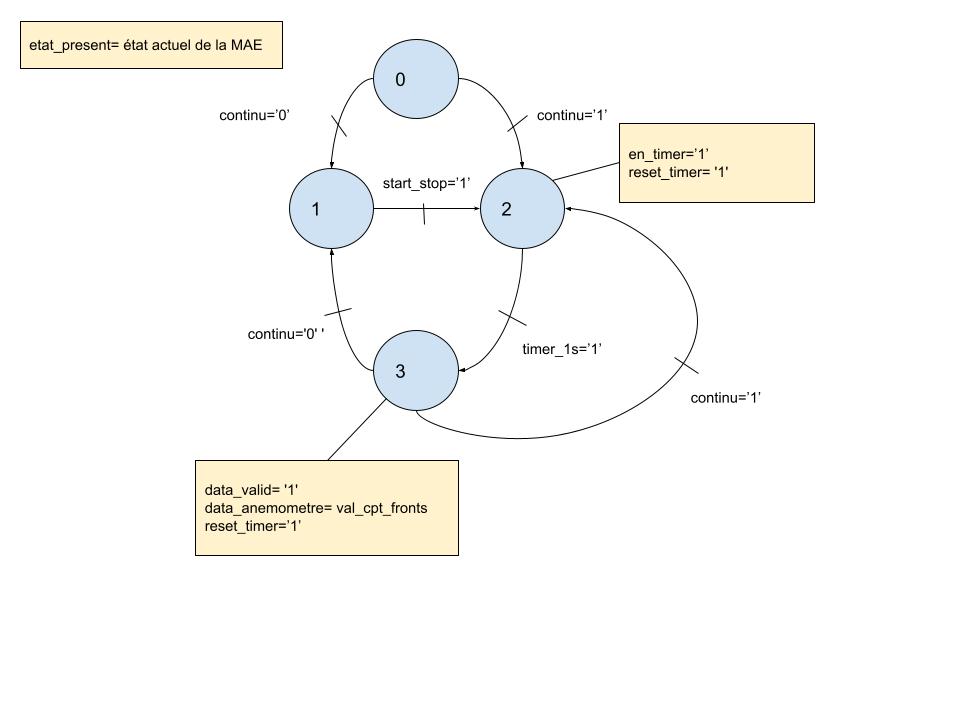 etat_present= état actuel de la MAE
0
continu=’0’
continu=’1’
en_timer=’1’
reset_timer= '1'
start_stop=’1’
1
2
continu='0' '
timer_1s=’1’
3
continu=’1’
data_valid= '1'
data_anemometre= val_cpt_fronts
reset_timer=’1’